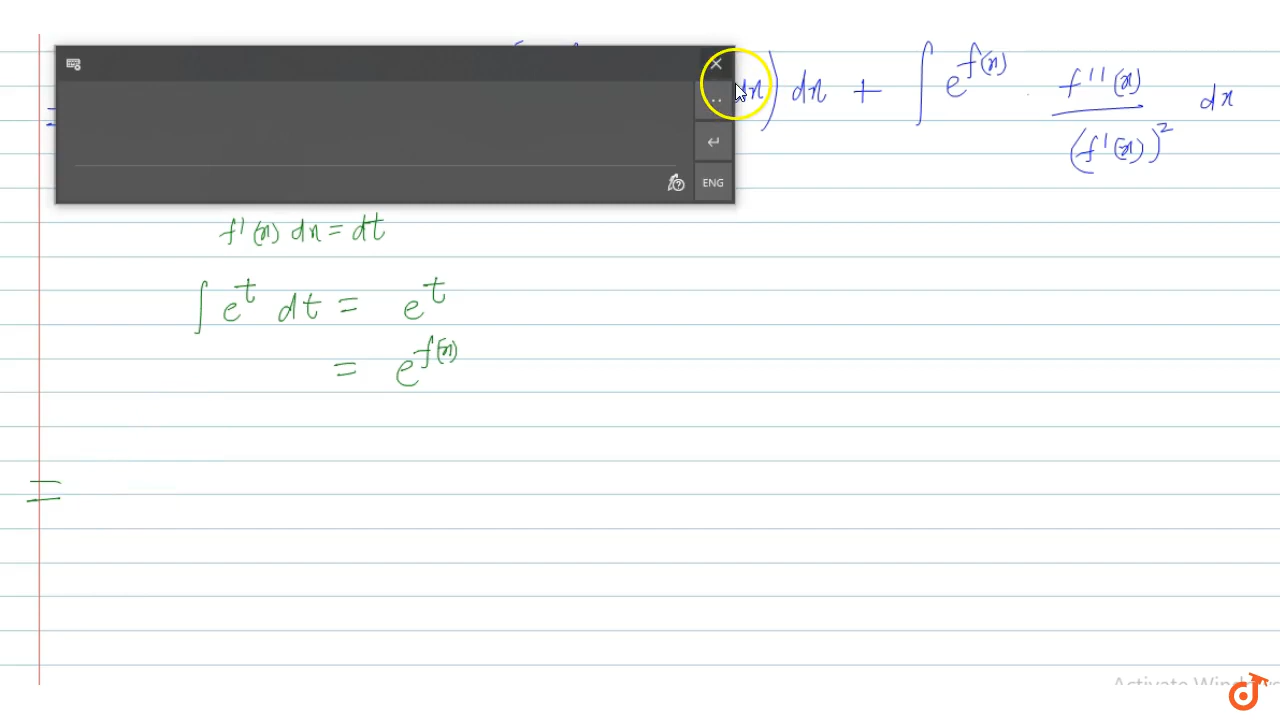 dx) dx + ∫ e^{f(x)} · f''(x)/(f'(x))^2 dx
ENG
f'(x) dx = dt
∫ e^t dt = e^t
= e^{f(x)}
=